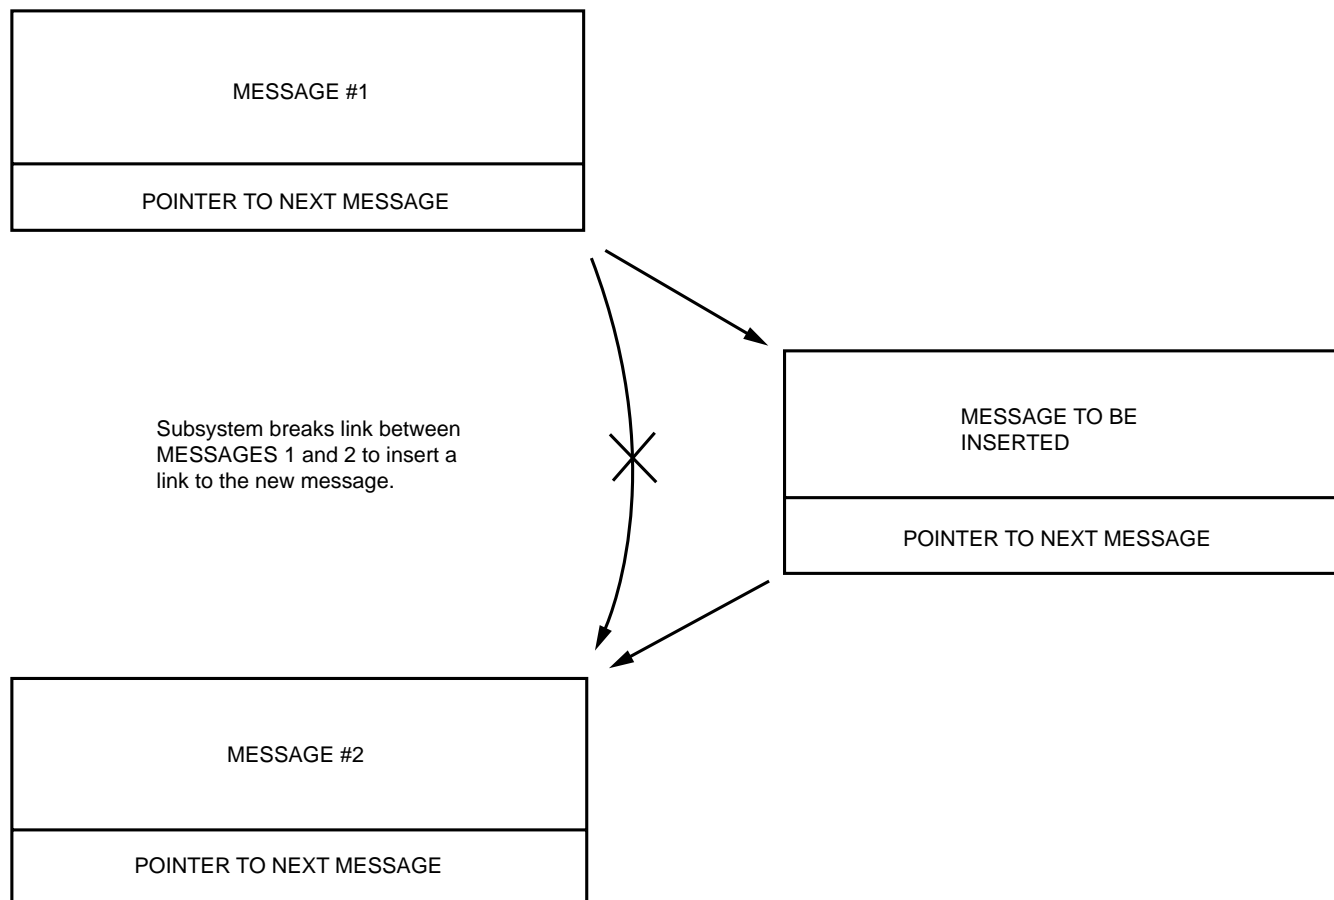 MESSAGE #1
POINTER TO NEXT MESSAGE
Subsystem breaks link between
MESSAGES 1 and 2 to insert a
link to the new message.
MESSAGE TO BE
INSERTED
POINTER TO NEXT MESSAGE
MESSAGE #2
POINTER TO NEXT MESSAGE